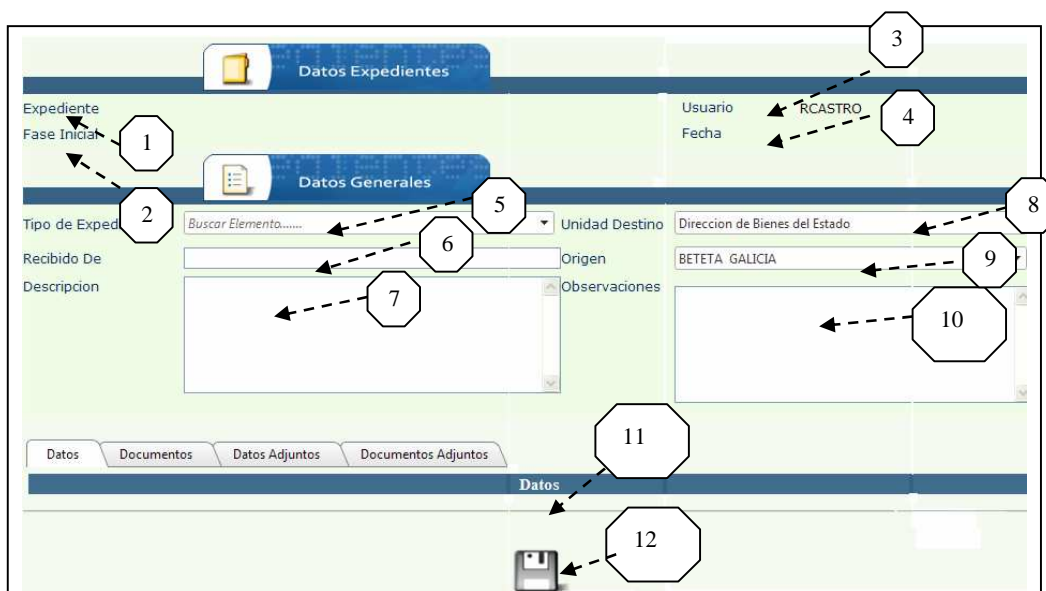 3
Datos Expedientes
Expediente
Usuario RCASTRO
4
Fase Inicial
1
Fecha
Datos Generales
2
5
8
Tipo de Exped
Buscar Elemento.......
Unidad Destino
Direccion de Bienes del Estado
6
Recibido De
Origen
BETETA GALICIA
9
Descripcion
7
Observaciones
10
11
Datos Documentos Datos Adjuntos Documentos Adjuntos
Datos
12